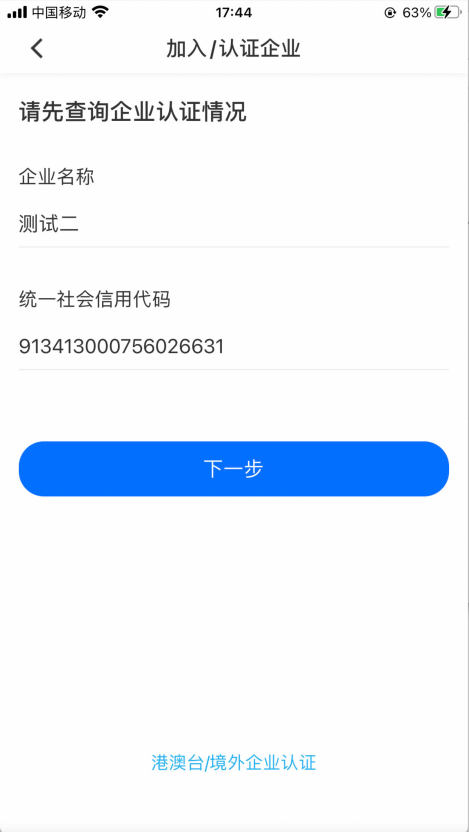 中国移动 17:44 63%
加入/认证企业
请先查询企业认证情况
企业名称
测试二
统一社会信用代码
913413000756026631
下一步
港澳台/境外企业认证